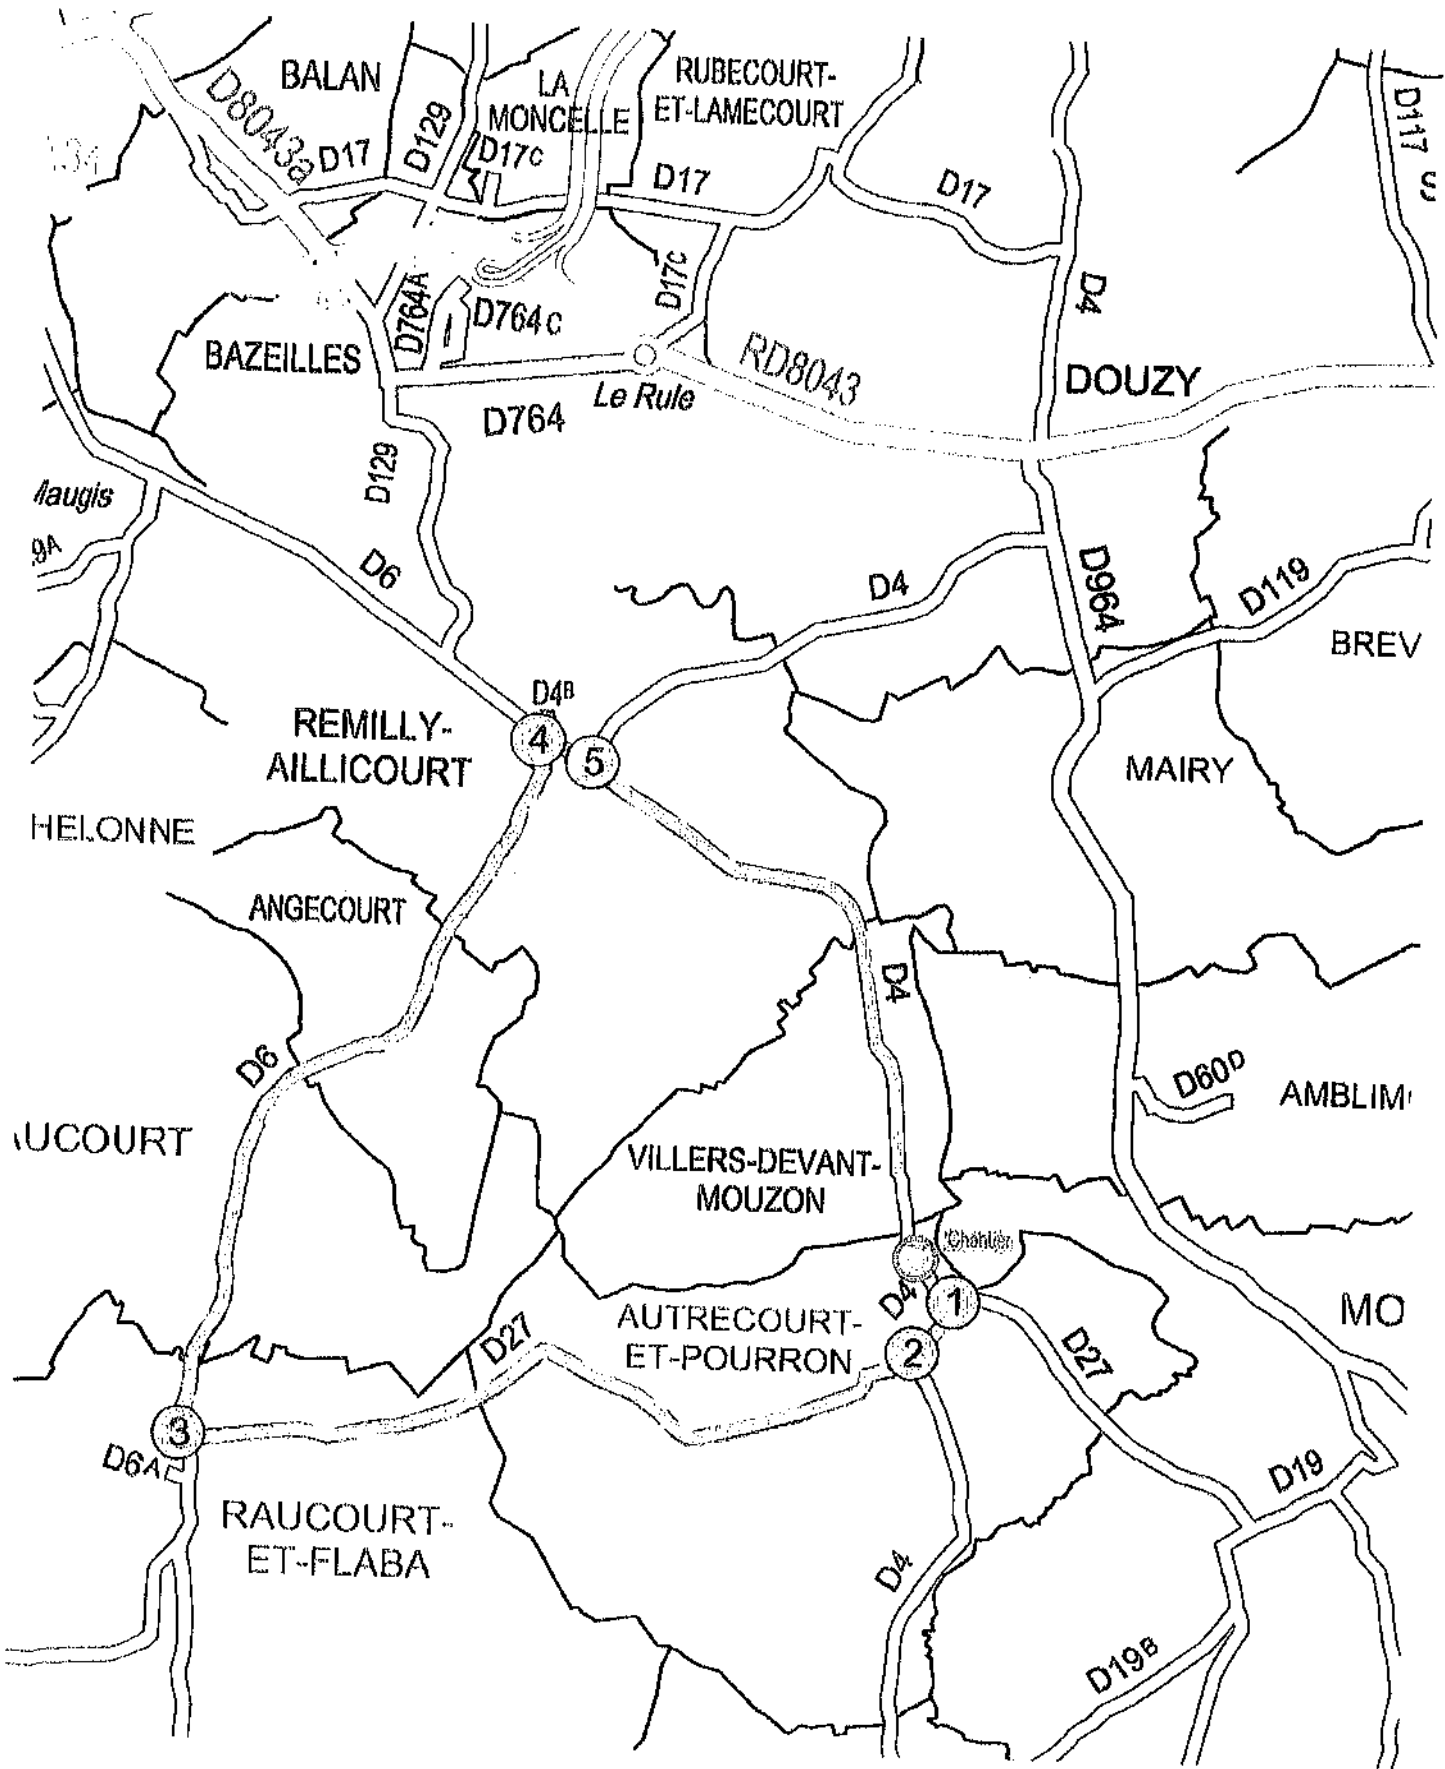 BALAN
LA
MONCELLE
RUBECOURT-
ET-LAMECOURT
D8043a
D17
D129
D17C
D17
D17
D117
S
D17C
D4
D764A
D764C
BAZEILLES
Le Rule
RD8043
DOUZY
D764
D129
Maugis
9A
D6
D4
D964
D119
BREV
D4B
REMILLY-
AILLICOURT
4
5
MAIRY
HELONNE
ANGECOURT
D4
D6
D60D
AMBLIM
UCOURT
VILLERS-DEVANT-
MOUZON
Chantier
D4
1
AUTRECOURT-
ET-POURRON
2
D27
D27
MO
3
D6A
D19
RAUCOURT-
ET-FLABA
D4
D19B